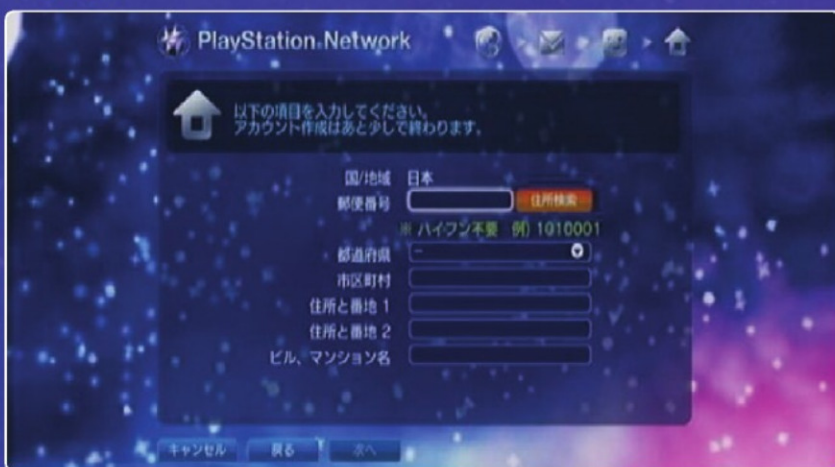 PlayStation®Network
以下の項目を入力してください。
アカウント作成はあと少しで終わります。
国/地域 日本
郵便番号 住所検索
※ ハイフン不要 例) 1010001
都道府県 –
市区町村
住所と番地 1
住所と番地 2
ビル、マンション名
キャンセル 戻る 次へ